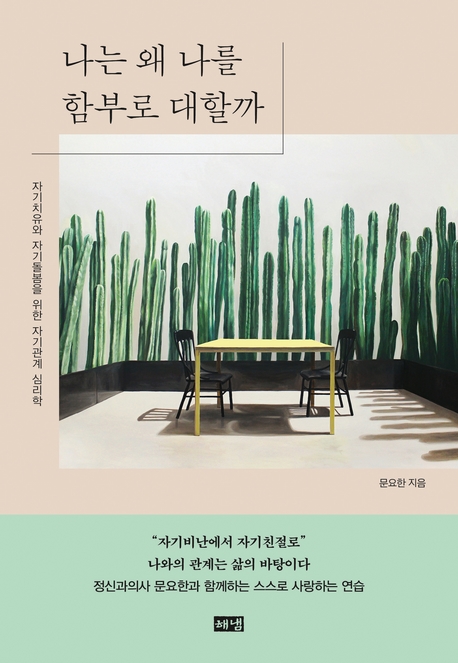 나는 왜 나를
함부로 대할까
자기치유와 자기돌봄을 위한 자기관계 심리학
문요한 지음
“자기비난에서 자기친절로”
나와의 관계는 삶의 바탕이다
정신과의사 문요한과 함께하는 스스로 사랑하는 연습
해냄